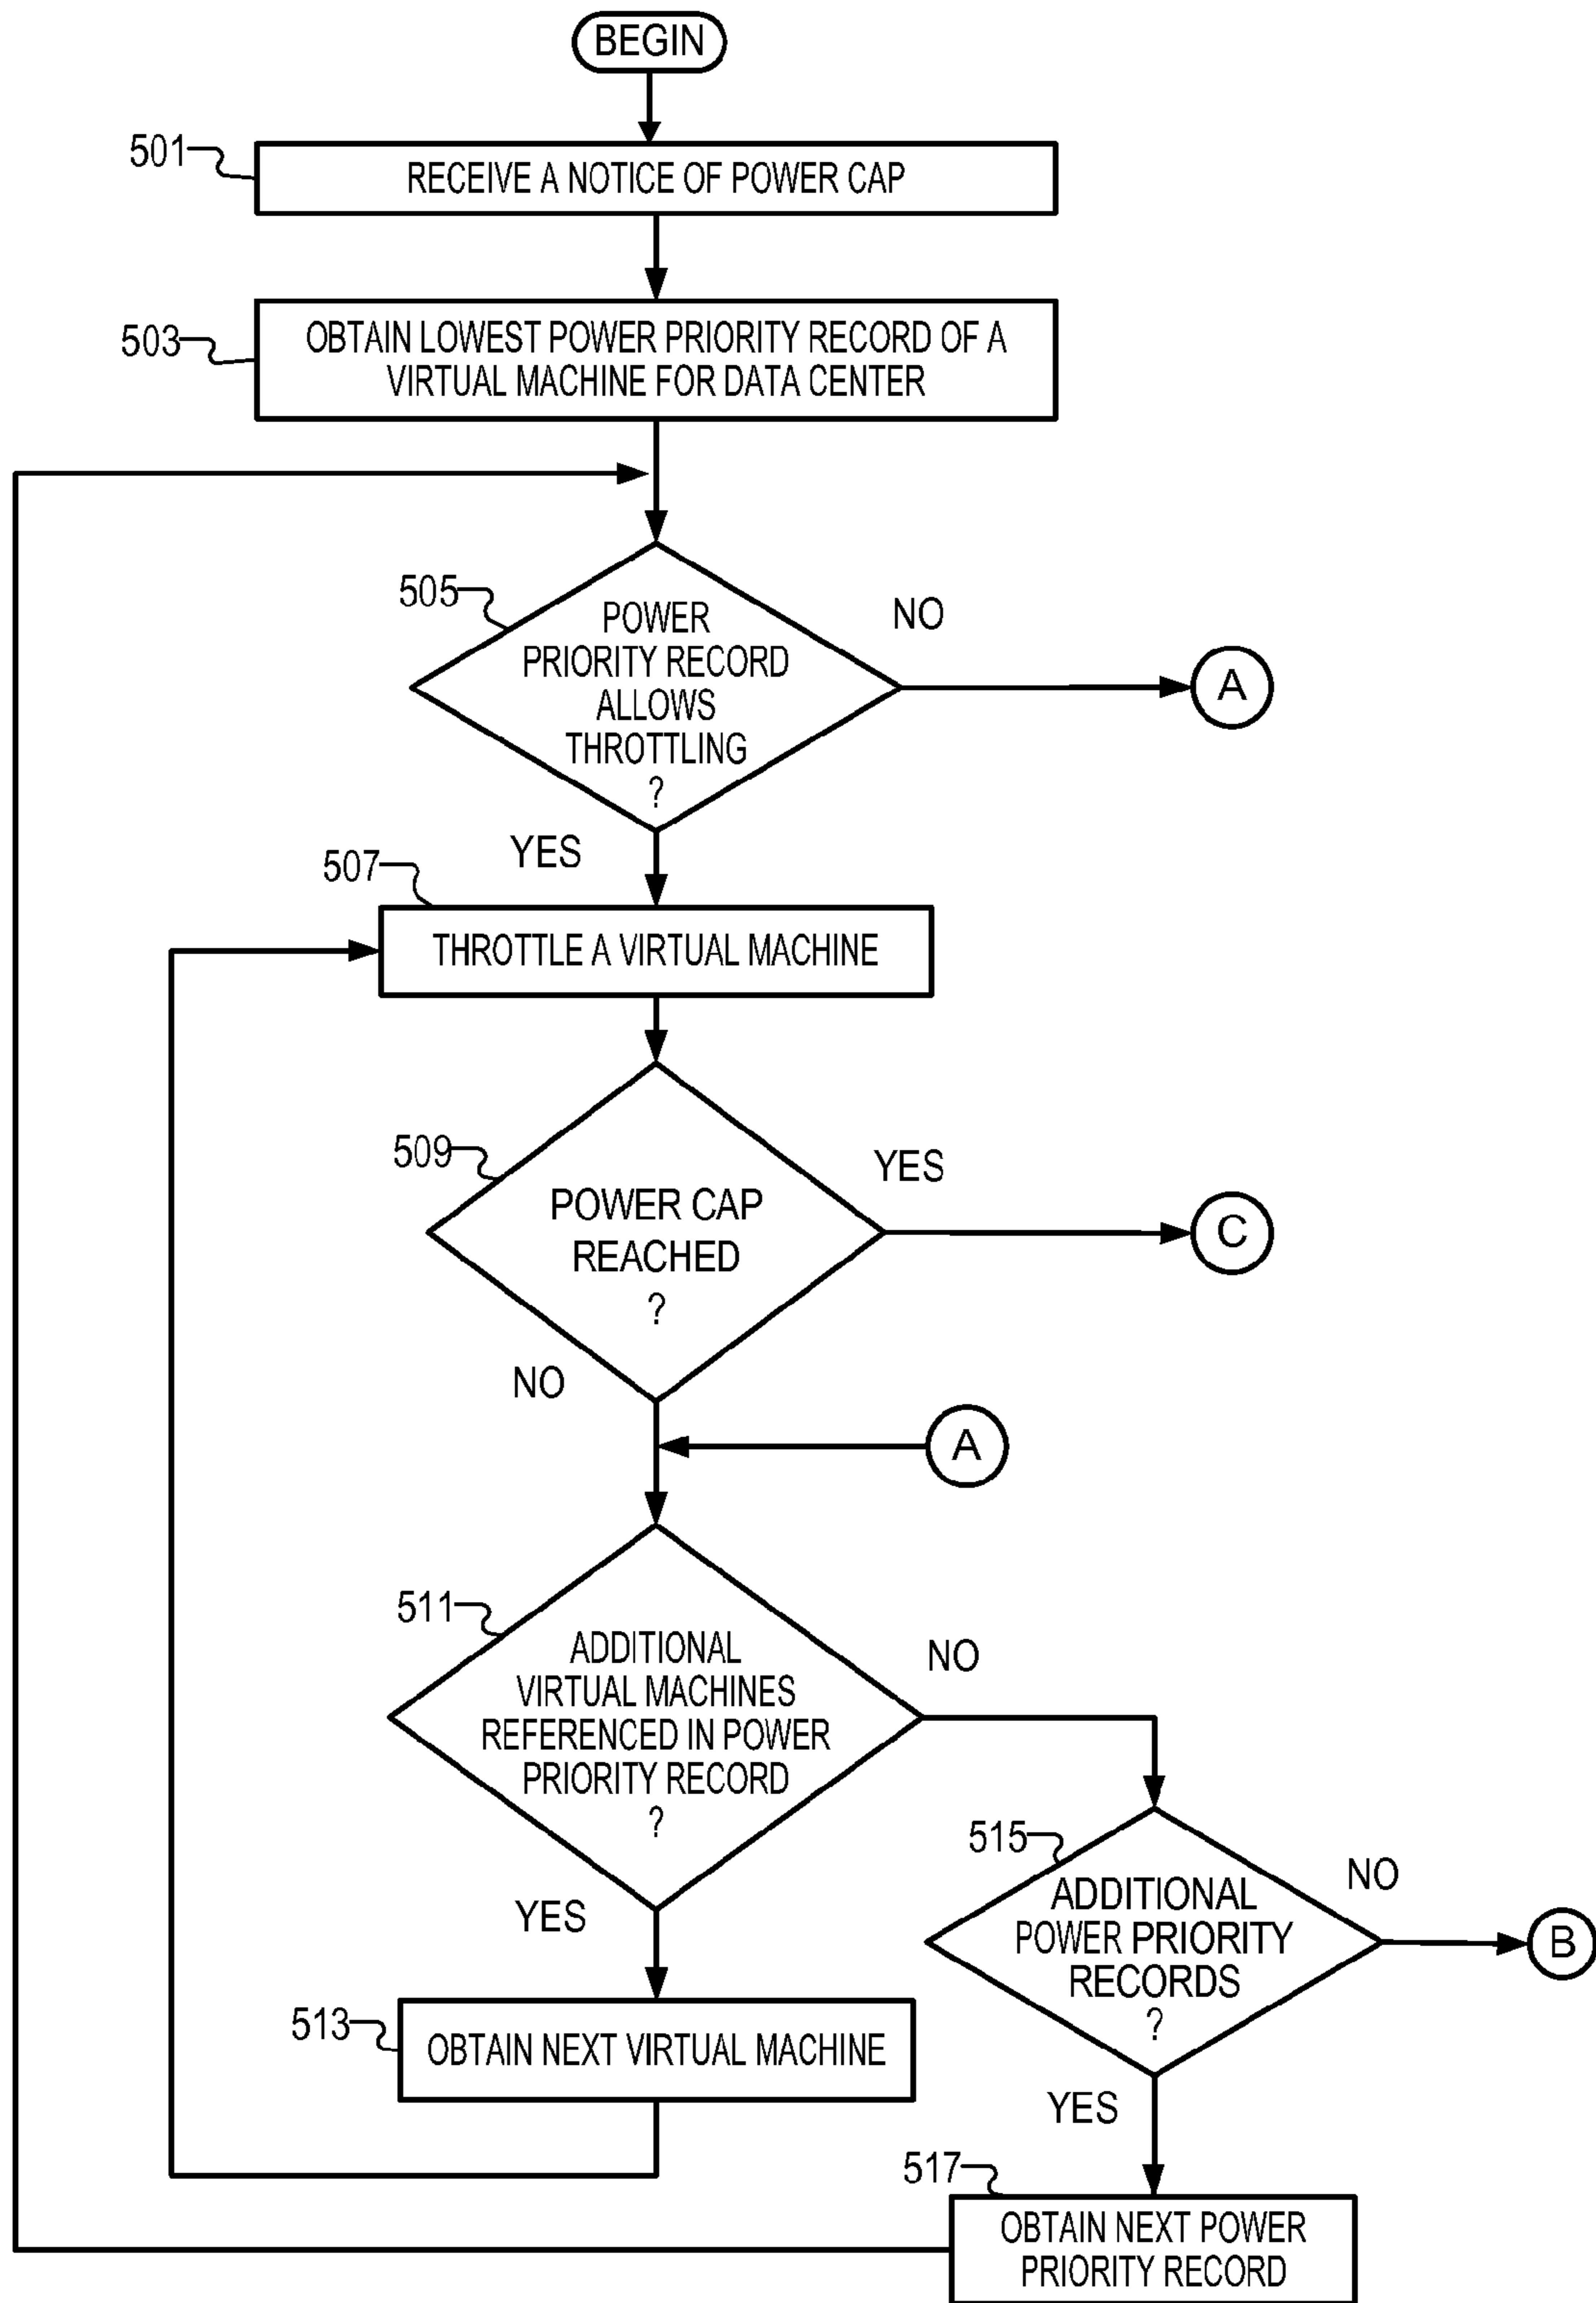 BEGIN
501
RECEIVE A NOTICE OF POWER CAP
503
OBTAIN LOWEST POWER PRIORITY RECORD OF A
VIRTUAL MACHINE FOR DATA CENTER
505
POWER
PRIORITY RECORD
ALLOWS
THROTTLING
?
NO
A
YES
507
THROTTLE A VIRTUAL MACHINE
509
POWER CAP
REACHED
?
YES
C
NO
A
511
ADDITIONAL
VIRTUAL MACHINES
REFERENCED IN POWER
PRIORITY RECORD
?
NO
YES
515
ADDITIONAL
POWER PRIORITY
RECORDS
?
NO
B
513
OBTAIN NEXT VIRTUAL MACHINE
YES
517
OBTAIN NEXT POWER
PRIORITY RECORD